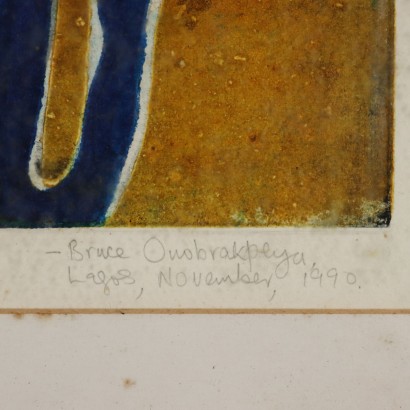 – Bruce Onobrakpeya,
Lagos, November, 1990.